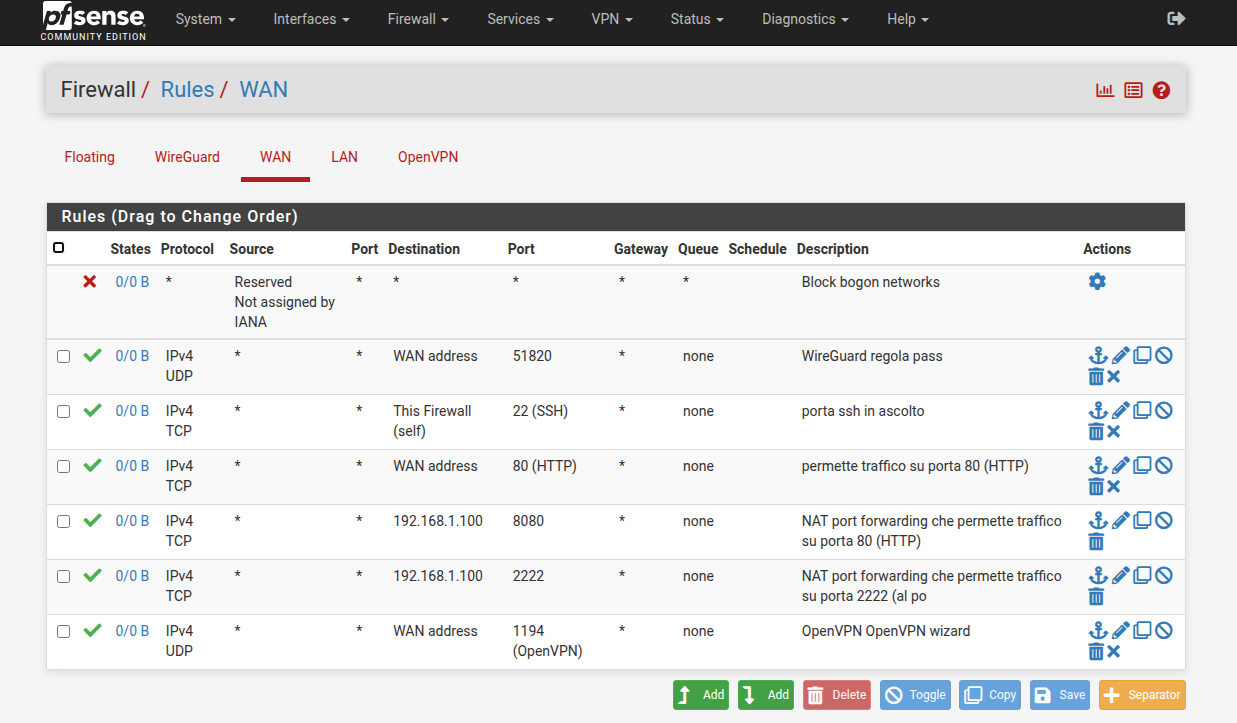 pfsense
COMMUNITY EDITION
System Interfaces Firewall Services VPN Status Diagnostics Help
Firewall / Rules / WAN
Floating WireGuard WAN LAN OpenVPN
Rules (Drag to Change Order)
States Protocol Source Port Destination Port Gateway Queue Schedule Description Actions
0/0 B * Reserved * * * * * Block bogon networks
Not assigned by
IANA
0/0 B IPv4 * * WAN address 51820 * none WireGuard regola pass
UDP
0/0 B IPv4 * * This Firewall 22 (SSH) * none porta ssh in ascolto
TCP (self)
0/0 B IPv4 * * WAN address 80 (HTTP) * none permette traffico su porta 80 (HTTP)
TCP
0/0 B IPv4 * * 192.168.1.100 8080 * none NAT port forwarding che permette traffico
TCP su porta 80 (HTTP)
0/0 B IPv4 * * 192.168.1.100 2222 * none NAT port forwarding che permette traffico
TCP su porta 2222 (al po
0/0 B IPv4 * * WAN address 1194 * none OpenVPN OpenVPN wizard
UDP (OpenVPN)
Add Add Delete Toggle Copy Save Separator